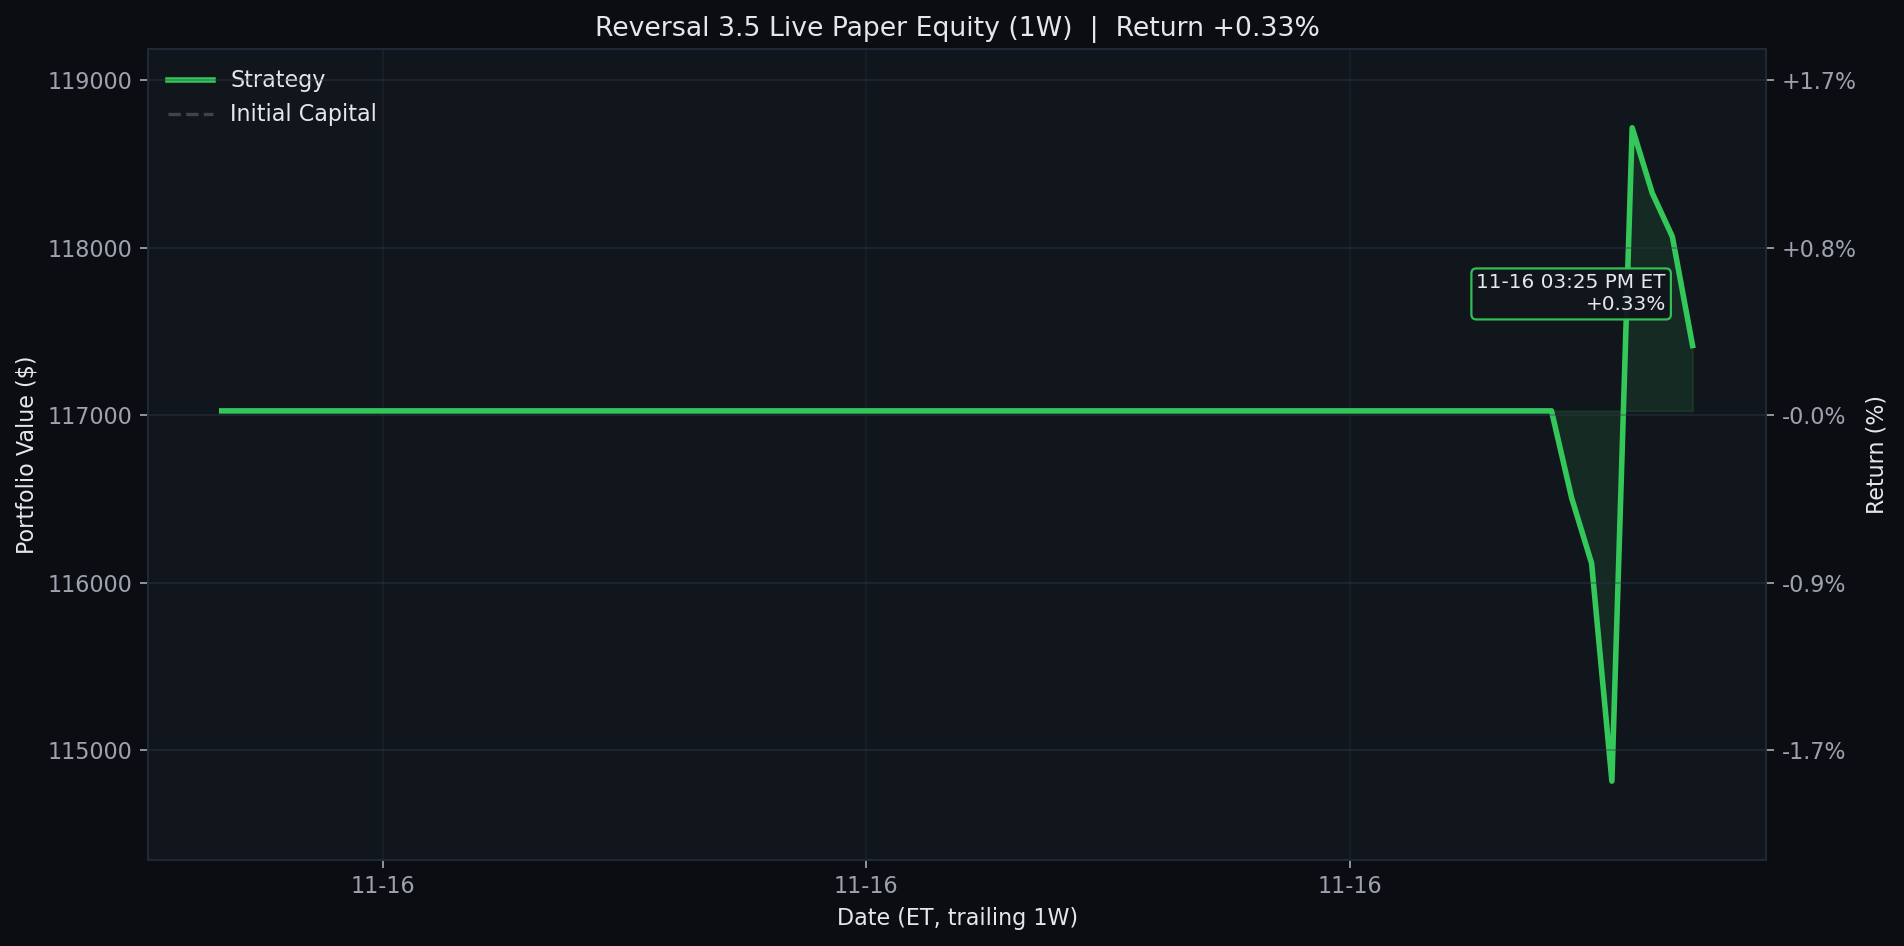 Reversal 3.5 Live Paper Equity (1W) | Return +0.33%
Strategy
Initial Capital
119000
118000
117000
116000
115000
Portfolio Value ($)
11-16 03:25 PM ET
+0.33%
+1.7%
+0.8%
-0.0%
-0.9%
-1.7%
Return (%)
11-16
11-16
11-16
Date (ET, trailing 1W)